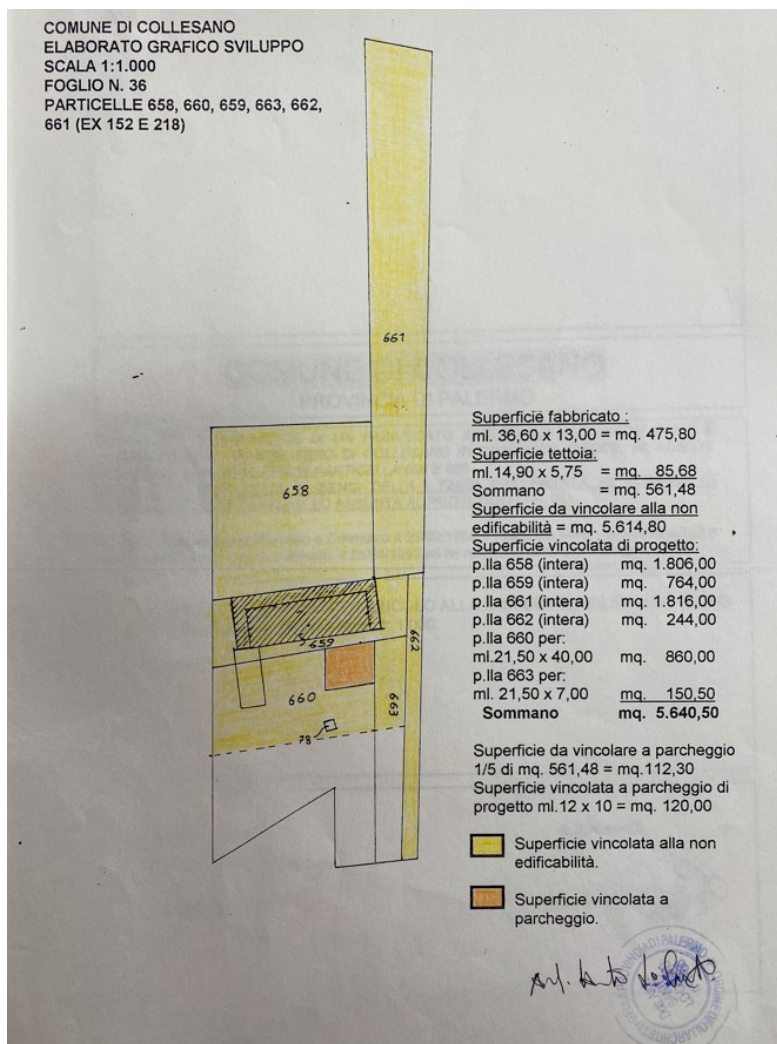 COMUNE DI COLLESANO
ELABORATO GRAFICO SVILUPPO
SCALA 1:1.000
FOGLIO N. 36
PARTICELLE 658, 660, 659, 663, 662,
661 (EX 152 E 218)
661
658
659
662
660
663
78
Superficie fabbricato :
ml. 36,60 x 13,00 = mq. 475,80
Superficie tettoia:
ml.14,90 x 5,75 = mq. 85,68
Sommano = mq. 561,48
Superficie da vincolare alla non
edificabilità = mq. 5.614,80
Superficie vincolata di progetto:
p.lla 658 (intera) mq. 1.806,00
p.lla 659 (intera) mq. 764,00
p.lla 661 (intera) mq. 1.816,00
p.lla 662 (intera) mq. 244,00
p.lla 660 per:
ml.21,50 x 40,00 mq. 860,00
p.lla 663 per:
ml. 21,50 x 7,00 mq. 150,50
Sommano mq. 5.640,50
Superficie da vincolare a parcheggio
1/5 di mq. 561,48 = mq.112,30
Superficie vincolata a parcheggio di
progetto ml.12 x 10 = mq. 120,00
Superficie vincolata alla non
edificabilità.
Superficie vincolata a
parcheggio.
COMUNE DI COLLESANO
PROVINCIA DI PALERMO